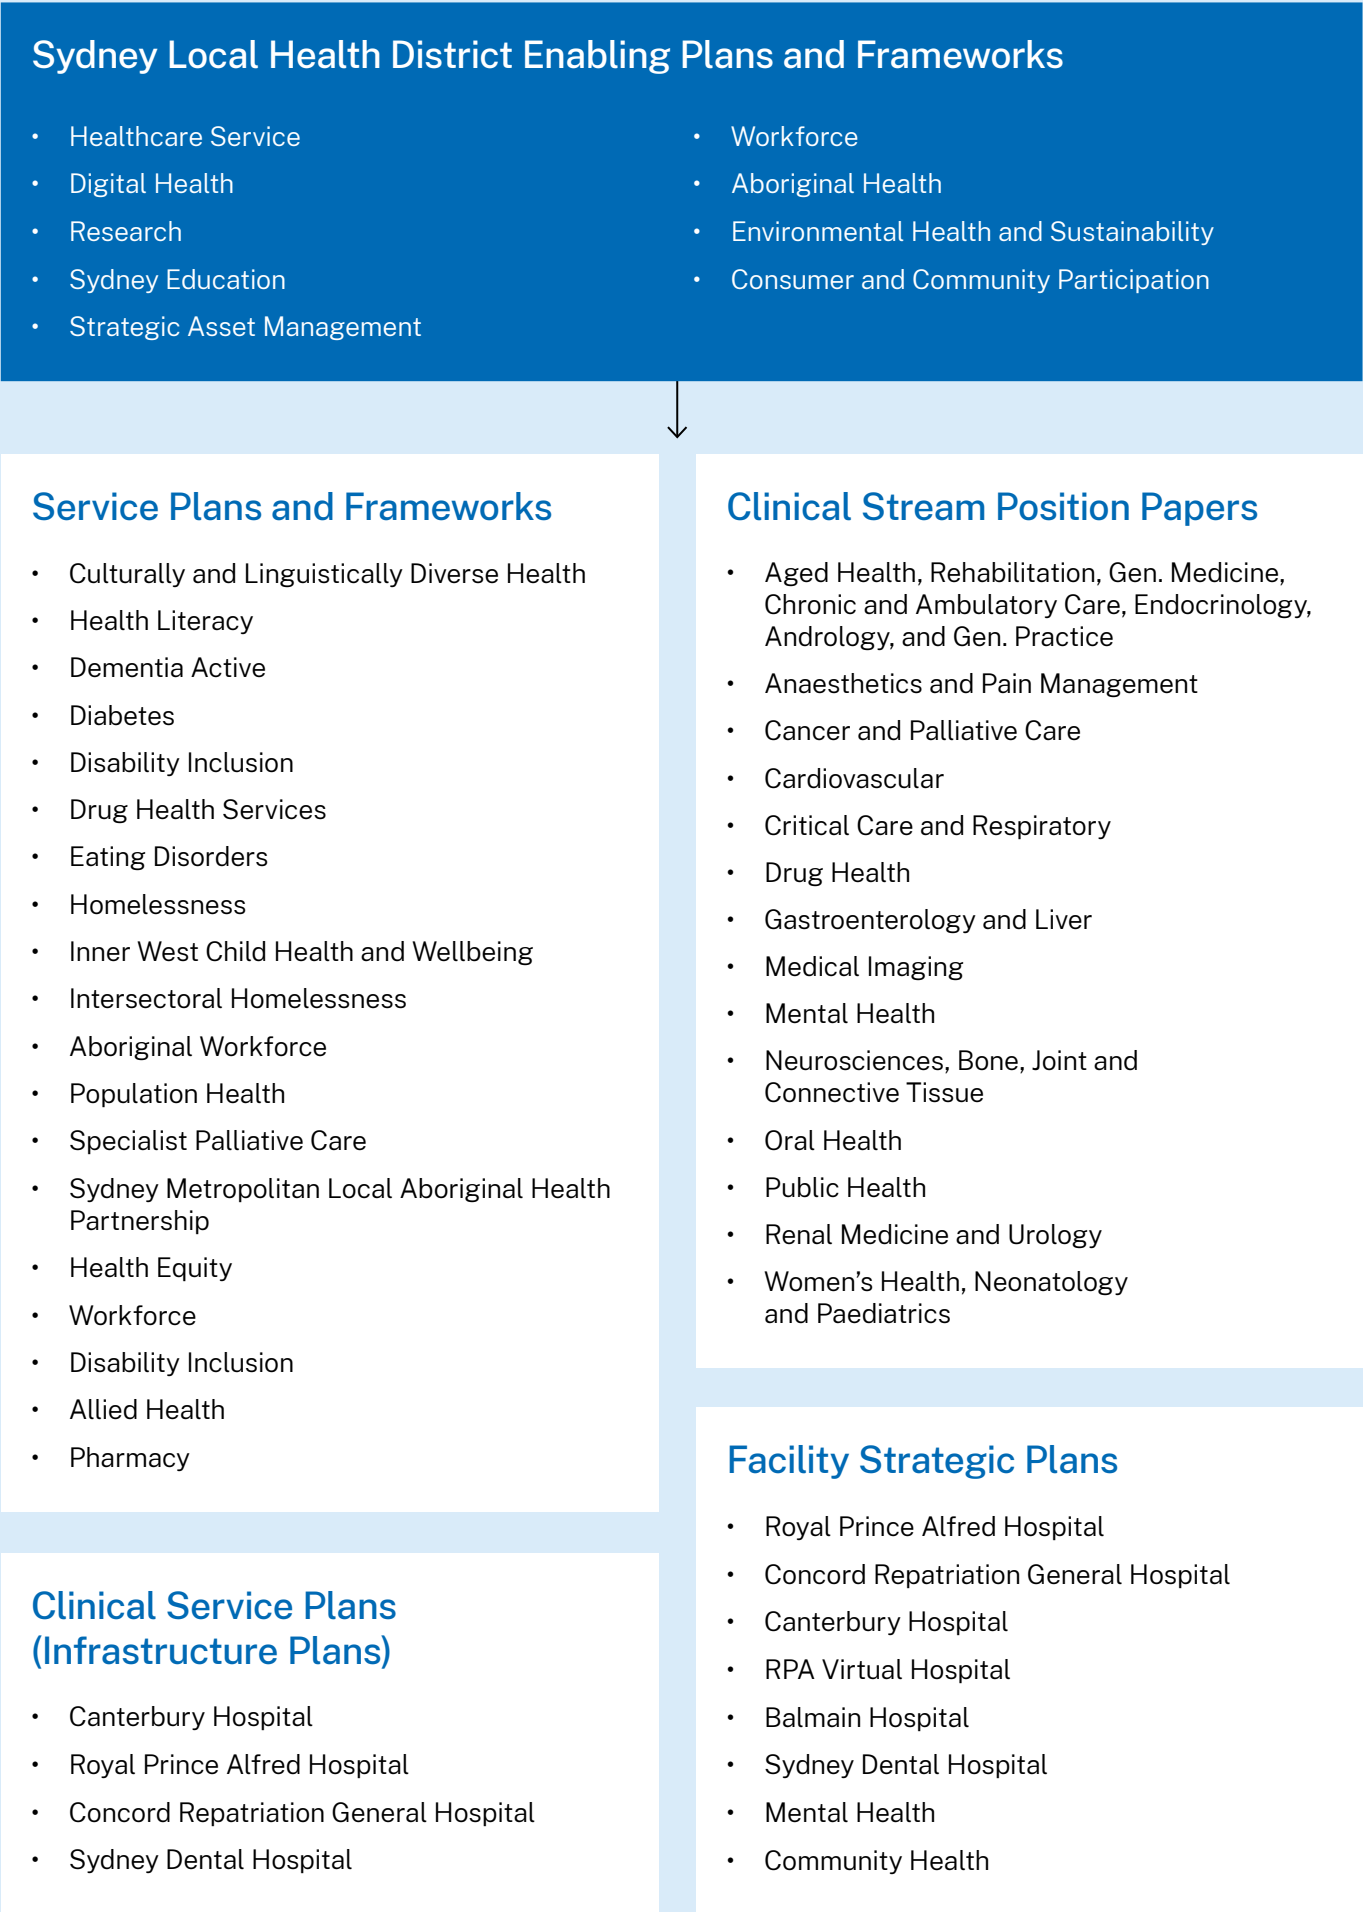 Sydney Local Health District Enabling Plans and Frameworks
• Healthcare Service
• Digital Health
• Research
• Sydney Education
• Strategic Asset Management
• Workforce
• Aboriginal Health
• Environmental Health and Sustainability
• Consumer and Community Participation
Service Plans and Frameworks
• Culturally and Linguistically Diverse Health
• Health Literacy
• Dementia Active
• Diabetes
• Disability Inclusion
• Drug Health Services
• Eating Disorders
• Homelessness
• Inner West Child Health and Wellbeing
• Intersectoral Homelessness
• Aboriginal Workforce
• Population Health
• Specialist Palliative Care
• Sydney Metropolitan Local Aboriginal Health
Partnership
• Health Equity
• Workforce
• Disability Inclusion
• Allied Health
• Pharmacy
Clinical Service Plans
(Infrastructure Plans)
• Canterbury Hospital
• Royal Prince Alfred Hospital
• Concord Repatriation General Hospital
• Sydney Dental Hospital
Clinical Stream Position Papers
• Aged Health, Rehabilitation, Gen. Medicine,
Chronic and Ambulatory Care, Endocrinology,
Andrology, and Gen. Practice
• Anaesthetics and Pain Management
• Cancer and Palliative Care
• Cardiovascular
• Critical Care and Respiratory
• Drug Health
• Gastroenterology and Liver
• Medical Imaging
• Mental Health
• Neurosciences, Bone, Joint and
Connective Tissue
• Oral Health
• Public Health
• Renal Medicine and Urology
• Women’s Health, Neonatology
and Paediatrics
Facility Strategic Plans
• Royal Prince Alfred Hospital
• Concord Repatriation General Hospital
• Canterbury Hospital
• RPA Virtual Hospital
• Balmain Hospital
• Sydney Dental Hospital
• Mental Health
• Community Health